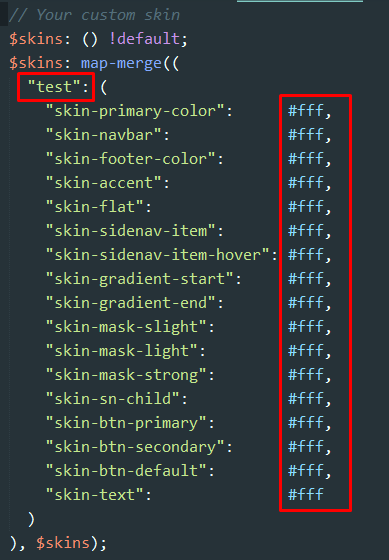 // Your custom skin
$skins: () !default;
$skins: map-merge((
"test": (
"skin-primary-color": #fff,
"skin-navbar": #fff,
"skin-footer-color": #fff,
"skin-accent": #fff,
"skin-flat": #fff,
"skin-sidenav-item": #fff,
"skin-sidenav-item-hover": #fff,
"skin-gradient-start": #fff,
"skin-gradient-end": #fff,
"skin-mask-slight": #fff,
"skin-mask-light": #fff,
"skin-mask-strong": #fff,
"skin-sn-child": #fff,
"skin-btn-primary": #fff,
"skin-btn-secondary": #fff,
"skin-btn-default": #fff,
"skin-text": #fff
)
), $skins);